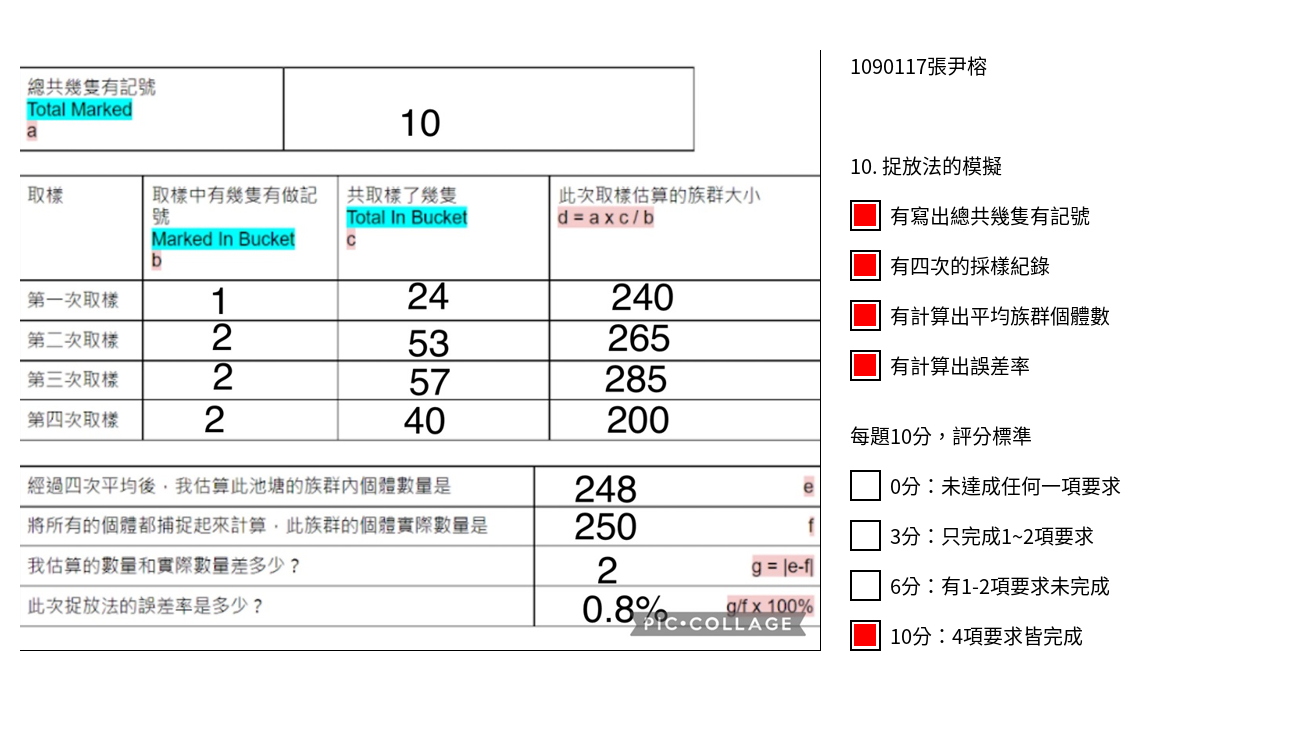 總共幾隻有記號
Total Marked
a
10
取樣
取樣中有幾隻有做記
號
Marked In Bucket
b
共取樣了幾隻
Total In Bucket
c
此次取樣估算的族群大小
d = a x c / b
第一次取樣 1 24 240
第二次取樣 2 53 265
第三次取樣 2 57 285
第四次取樣 2 40 200
經過四次平均後，我估算此池塘的族群內個體數量是 248 e
將所有的個體都捕捉起來計算，此族群的個體實際數量是 250 f
我估算的數量和實際數量差多少？ 2 g = |e-f|
此次捉放法的誤差率是多少？ 0.8% g/f x 100%
PIC•COLLAGE
1090117張尹榕
10. 捉放法的模擬
有寫出總共幾隻有記號
有四次的採樣紀錄
有計算出平均族群個體數
有計算出誤差率
每題10分，評分標準
0分：未達成任何一項要求
3分：只完成1~2項要求
6分：有1-2項要求未完成
10分：4項要求皆完成